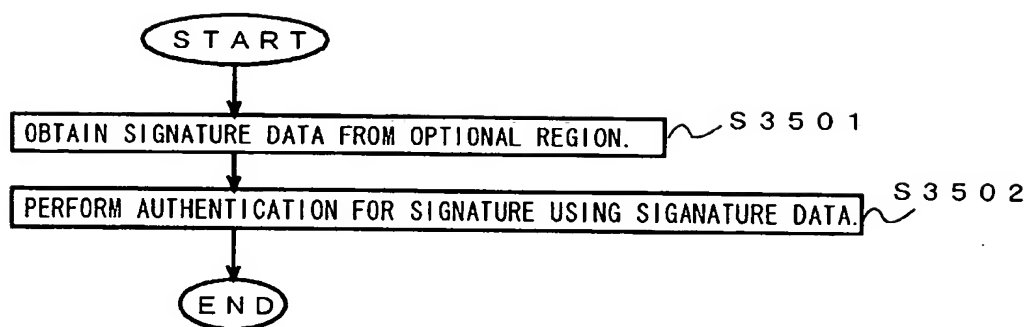 START
OBTAIN SIGNATURE DATA FROM OPTIONAL REGION. S3501
PERFORM AUTHENTICATION FOR SIGNATURE USING SIGANATURE DATA. S3502
END